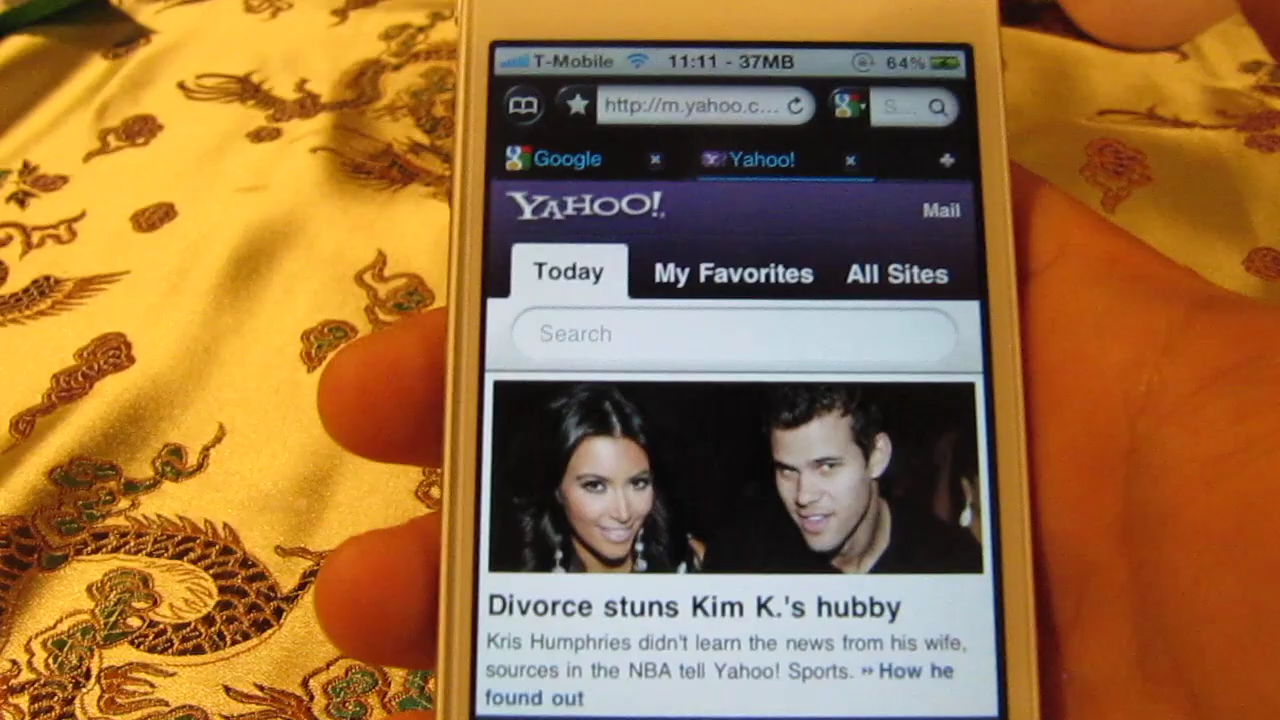 T-Mobile 11:11 - 37MB 64%
http://m.yahoo.c... S...
Google Yahoo!
YAHOO! Mail
Today My Favorites All Sites
Search
Divorce stuns Kim K.'s hubby
Kris Humphries didn't learn the news from his wife,
sources in the NBA tell Yahoo! Sports. » How he
found out